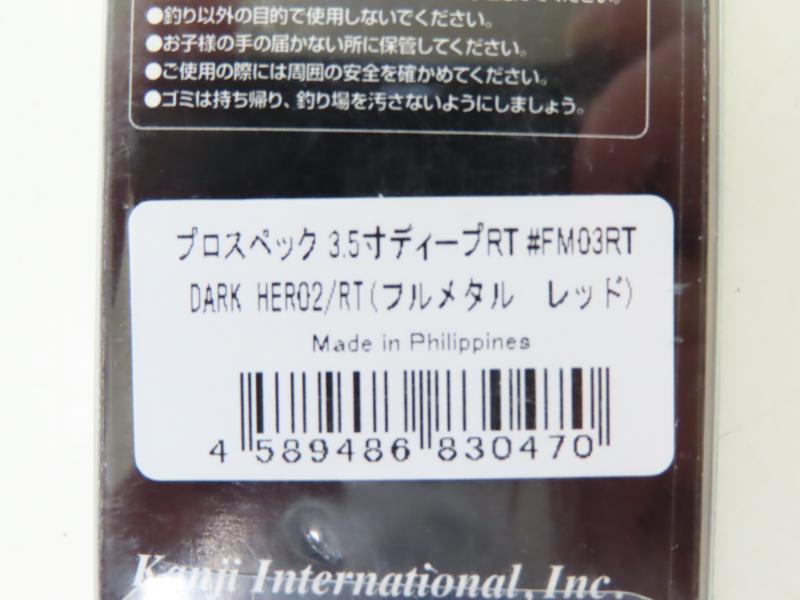 ●釣り以外の目的で使用しないでください。
●お子様の手の届かない所に保管してください。
●ご使用の際には周囲の安全を確かめてください。
●ゴミは持ち帰り、釣り場を汚さないようにしましょう。
プロスペック 3.5寸ディープRT #FM03RT
DARK HERO2/RT(フルメタル　レッド)
Made in Philippines
4 589486 830470
Kanji International, Inc.